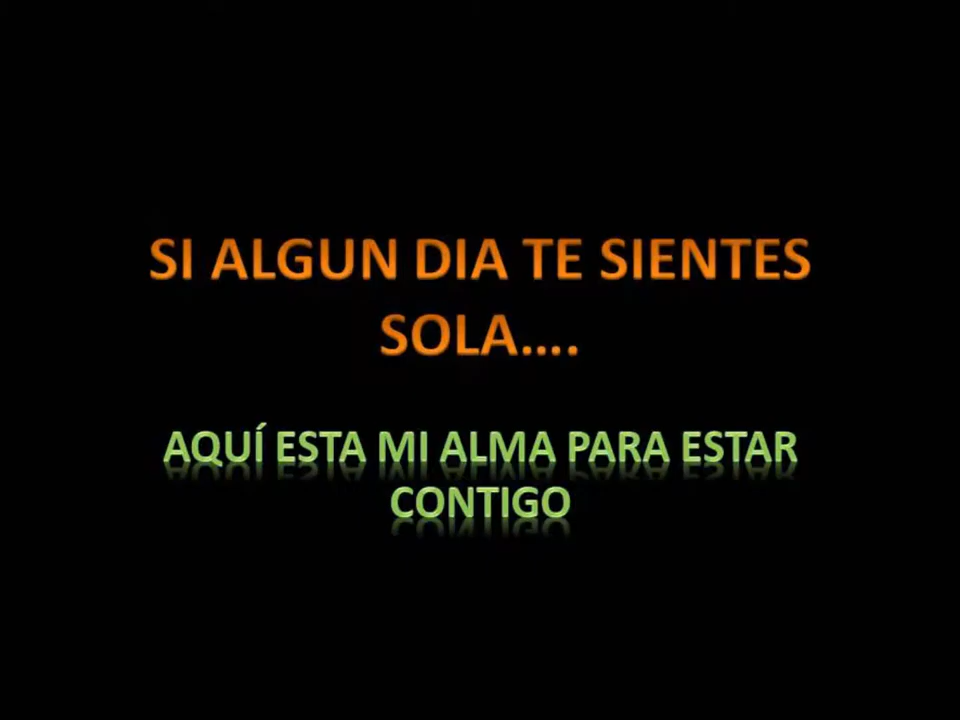 SI ALGUN DIA TE SIENTES
SOLA….
AQUÍ ESTA MI ALMA PARA ESTAR
CONTIGO